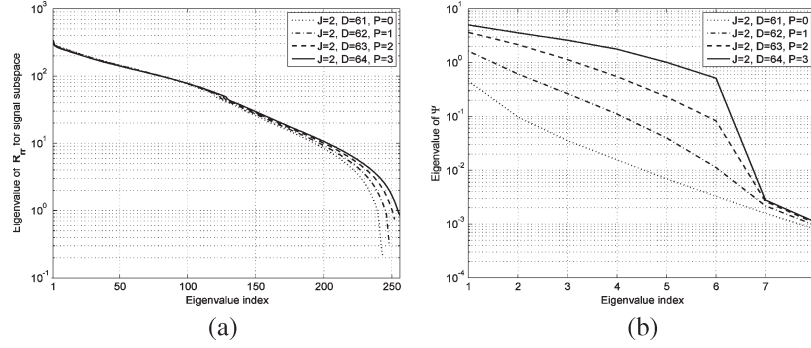 Eigenvalue of R_rr for signal subspace
10^3
10^2
10^1
10^0
10^-1
1 50 100 150 200 250
Eigenvalue index
J=2, D=61, P=0
J=2, D=62, P=1
J=2, D=63, P=2
J=2, D=64, P=3
(a)
Eigenvalue of Ψ
10^1
10^0
10^-1
10^-2
10^-3
10^-4
1 2 3 4 5 6 7
Eigenvalue index
J=2, D=61, P=0
J=2, D=62, P=1
J=2, D=63, P=2
J=2, D=64, P=3
(b)